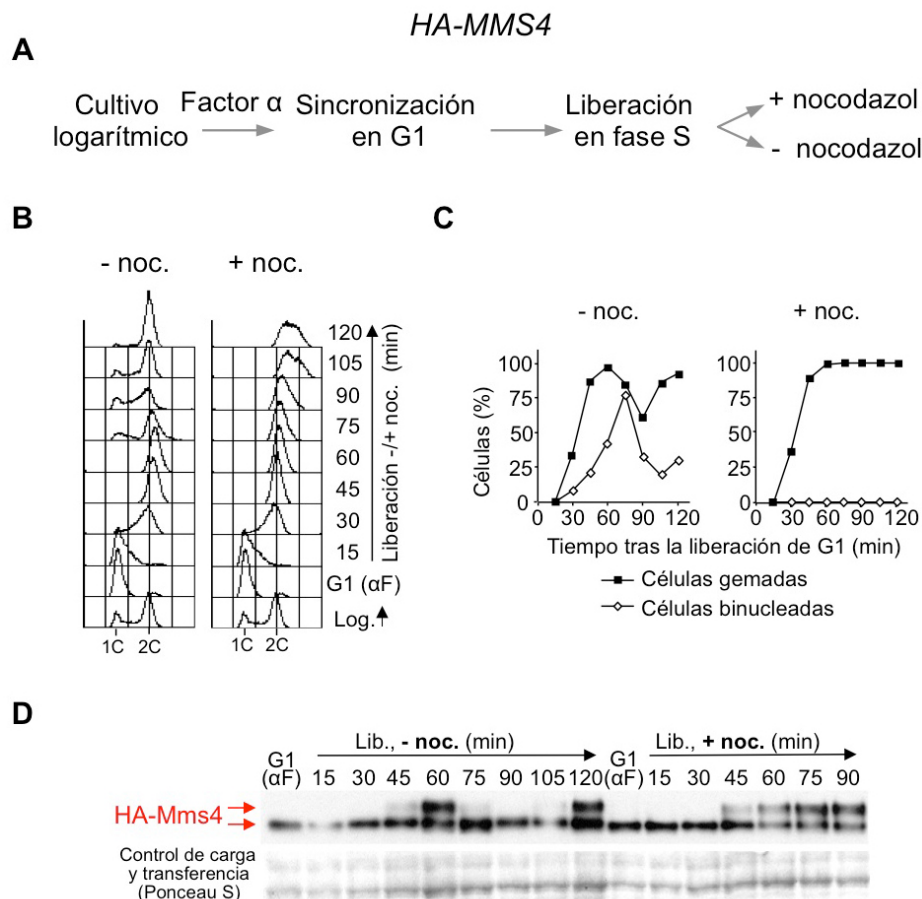 HA-MMS4
A
Cultivo
logarítmico
Factor α
Sincronización
en G1
Liberación
en fase S
+ nocodazol
- nocodazol
B
- noc.
+ noc.
120
105
90
75
60
45
30
15
G1 (αF)
Log.
Liberación -/+ noc. (min)
1C
2C
1C
2C
C
- noc.
+ noc.
Células (%)
100
75
50
25
0
0 30 60 90 120
100
75
50
25
0
0 30 60 90 120
Tiempo tras la liberación de G1 (min)
Células gemadas
Células binucleadas
D
Lib., - noc. (min)
Lib., + noc. (min)
G1
(αF) 15 30 45 60 75 90 105 120
G1
(αF) 15 30 45 60 75 90
HA-Mms4
Control de carga
y transferencia
(Ponceau S)